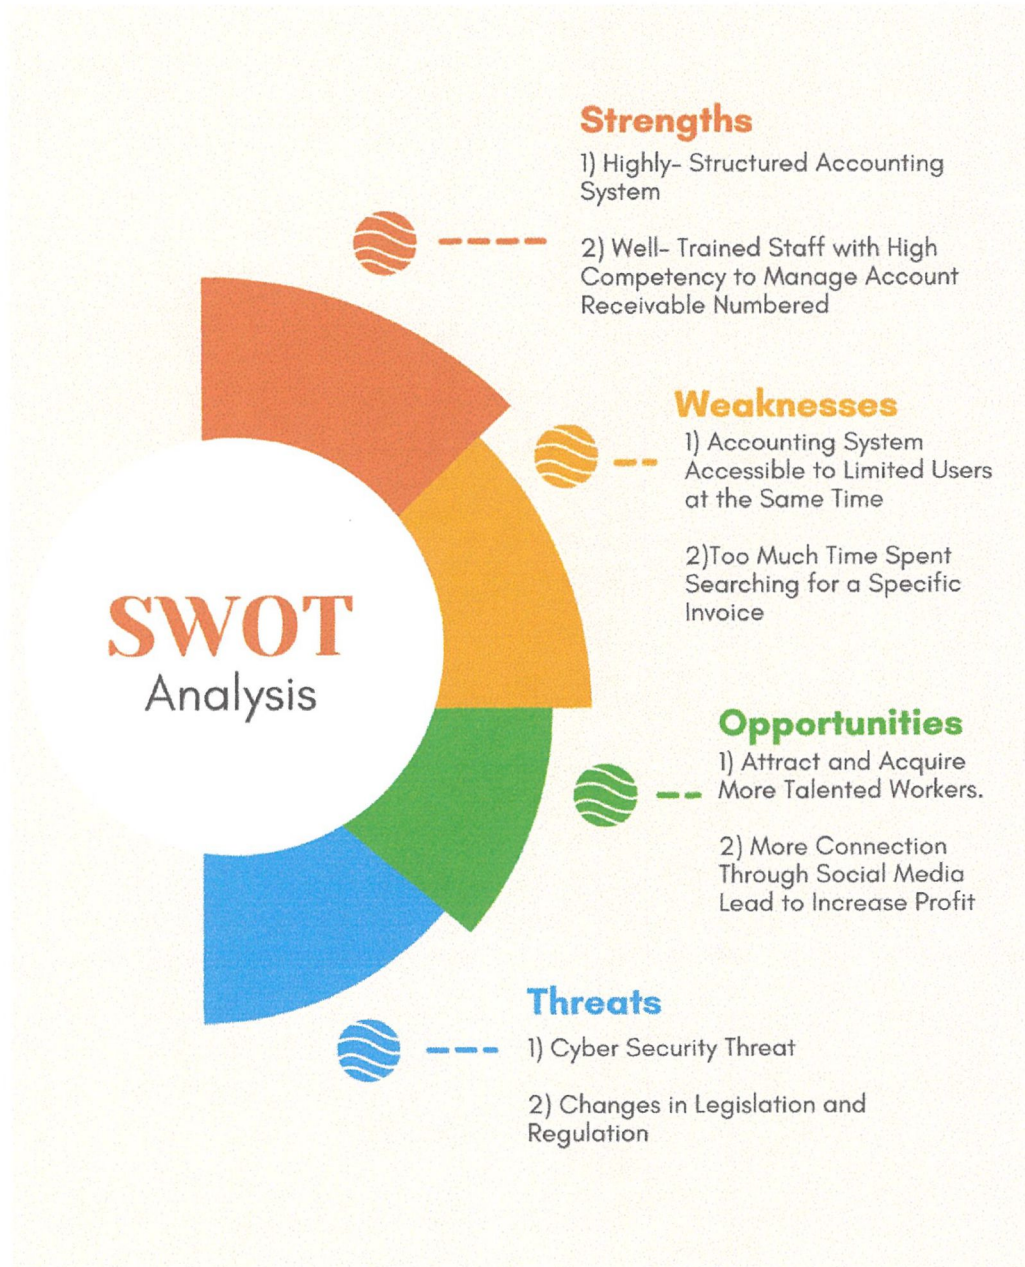 SWOT
Analysis
Strengths
1) Highly- Structured Accounting
System
2) Well- Trained Staff with High
Competency to Manage Account
Receivable Numbered
Weaknesses
1) Accounting System
Accessible to Limited Users
at the Same Time
2)Too Much Time Spent
Searching for a Specific
Invoice
Opportunities
1) Attract and Acquire
More Talented Workers.
2) More Connection
Through Social Media
Lead to Increase Profit
Threats
1) Cyber Security Threat
2) Changes in Legislation and
Regulation